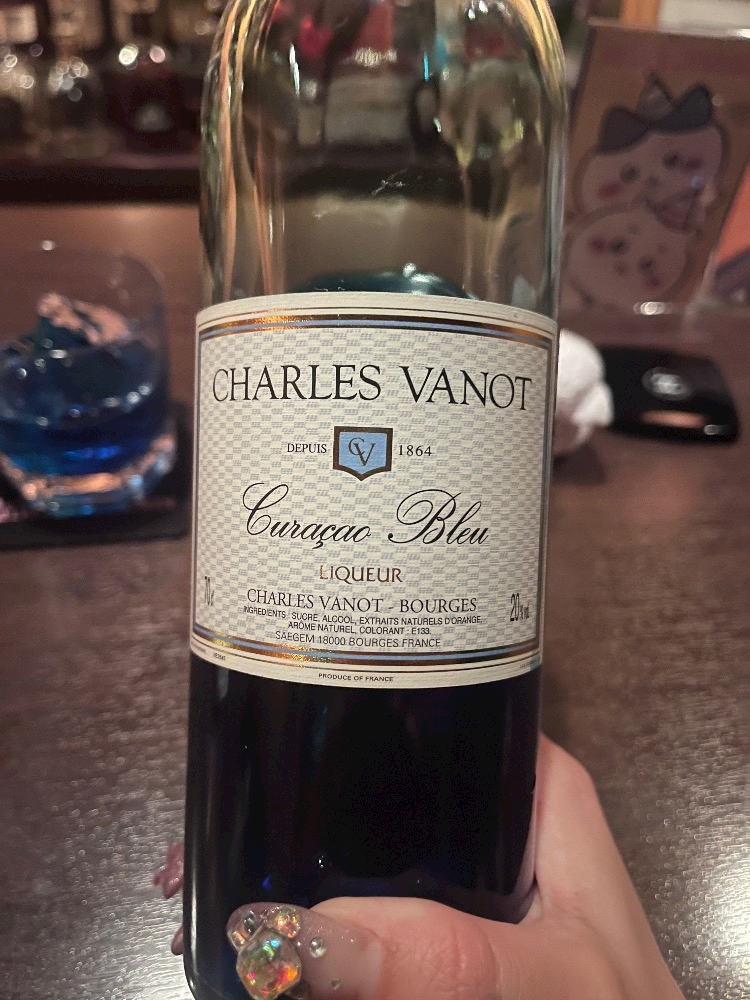 CHARLES VANOT
DEPUIS CV 1864
Curaçao Bleu
LIQUEUR
CHARLES VANOT - BOURGES
INGREDIENTS : SUCRE, ALCOOL, EXTRAITS NATURELS D'ORANGE,
AROME NATUREL, COLORANT : E133.
SAEGEM 18000 BOURGES FRANCE
PRODUCE OF FRANCE